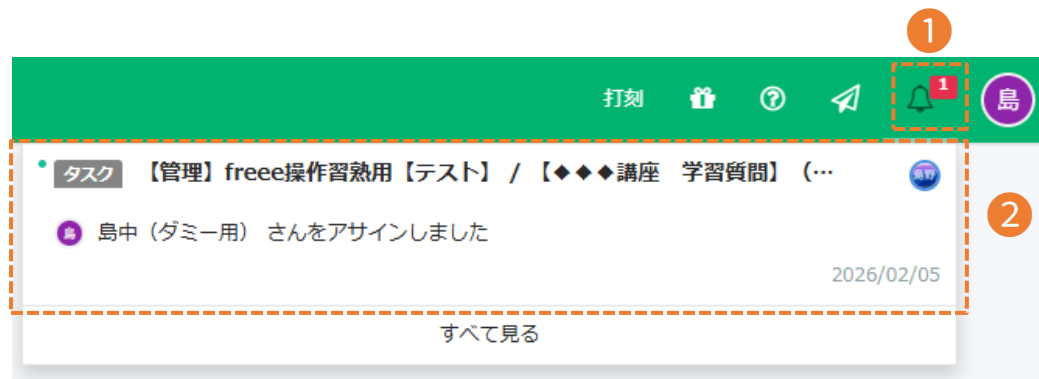 1
打刻 1 島
タスク 【管理】freee操作習熟用【テスト】 / 【◆◆◆講座　学習質問】（… 島野
2
島 島中（ダミー用） さんをアサインしました
2026/02/05
すべて見る